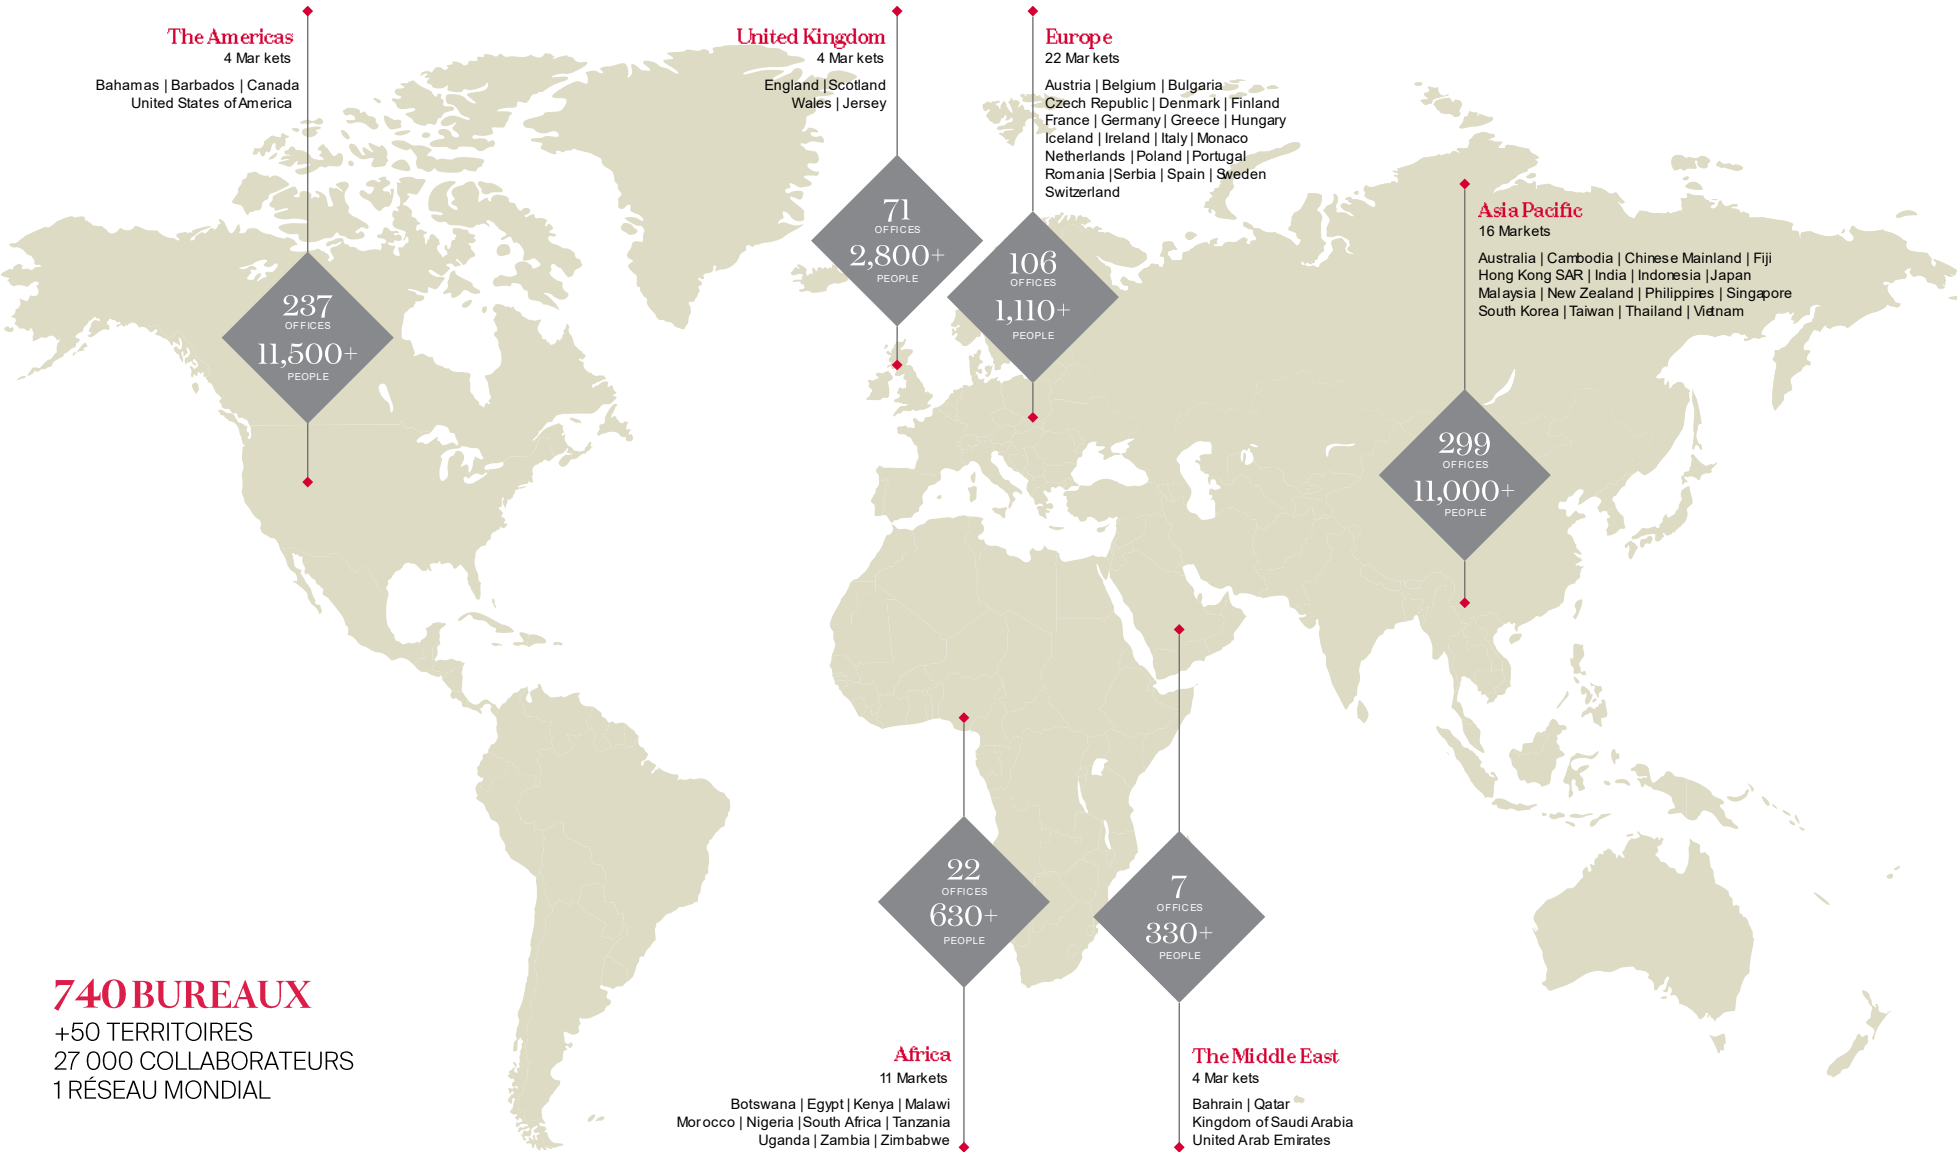 The Americas
4 Markets
Bahamas | Barbados | Canada
United States of America
237
OFFICES
11,500+
PEOPLE
United Kingdom
4 Markets
England | Scotland
Wales | Jersey
71
OFFICES
2,800+
PEOPLE
Europe
22 Markets
Austria | Belgium | Bulgaria
Czech Republic | Denmark | Finland
France | Germany | Greece | Hungary
Iceland | Ireland | Italy | Monaco
Netherlands | Poland | Portugal
Romania | Serbia | Spain | Sweden
Switzerland
106
OFFICES
1,110+
PEOPLE
Asia Pacific
16 Markets
Australia | Cambodia | Chinese Mainland | Fiji
Hong Kong SAR | India | Indonesia | Japan
Malaysia | New Zealand | Philippines | Singapore
South Korea | Taiwan | Thailand | Vietnam
299
OFFICES
11,000+
PEOPLE
22
OFFICES
630+
PEOPLE
Africa
11 Markets
Botswana | Egypt | Kenya | Malawi
Morocco | Nigeria | South Africa | Tanzania
Uganda | Zambia | Zimbabwe
7
OFFICES
330+
PEOPLE
The Middle East
4 Markets
Bahrain | Qatar
Kingdom of Saudi Arabia
United Arab Emirates
740 BUREAUX
+50 TERRITOIRES
27 000 COLLABORATEURS
1 RÉSEAU MONDIAL